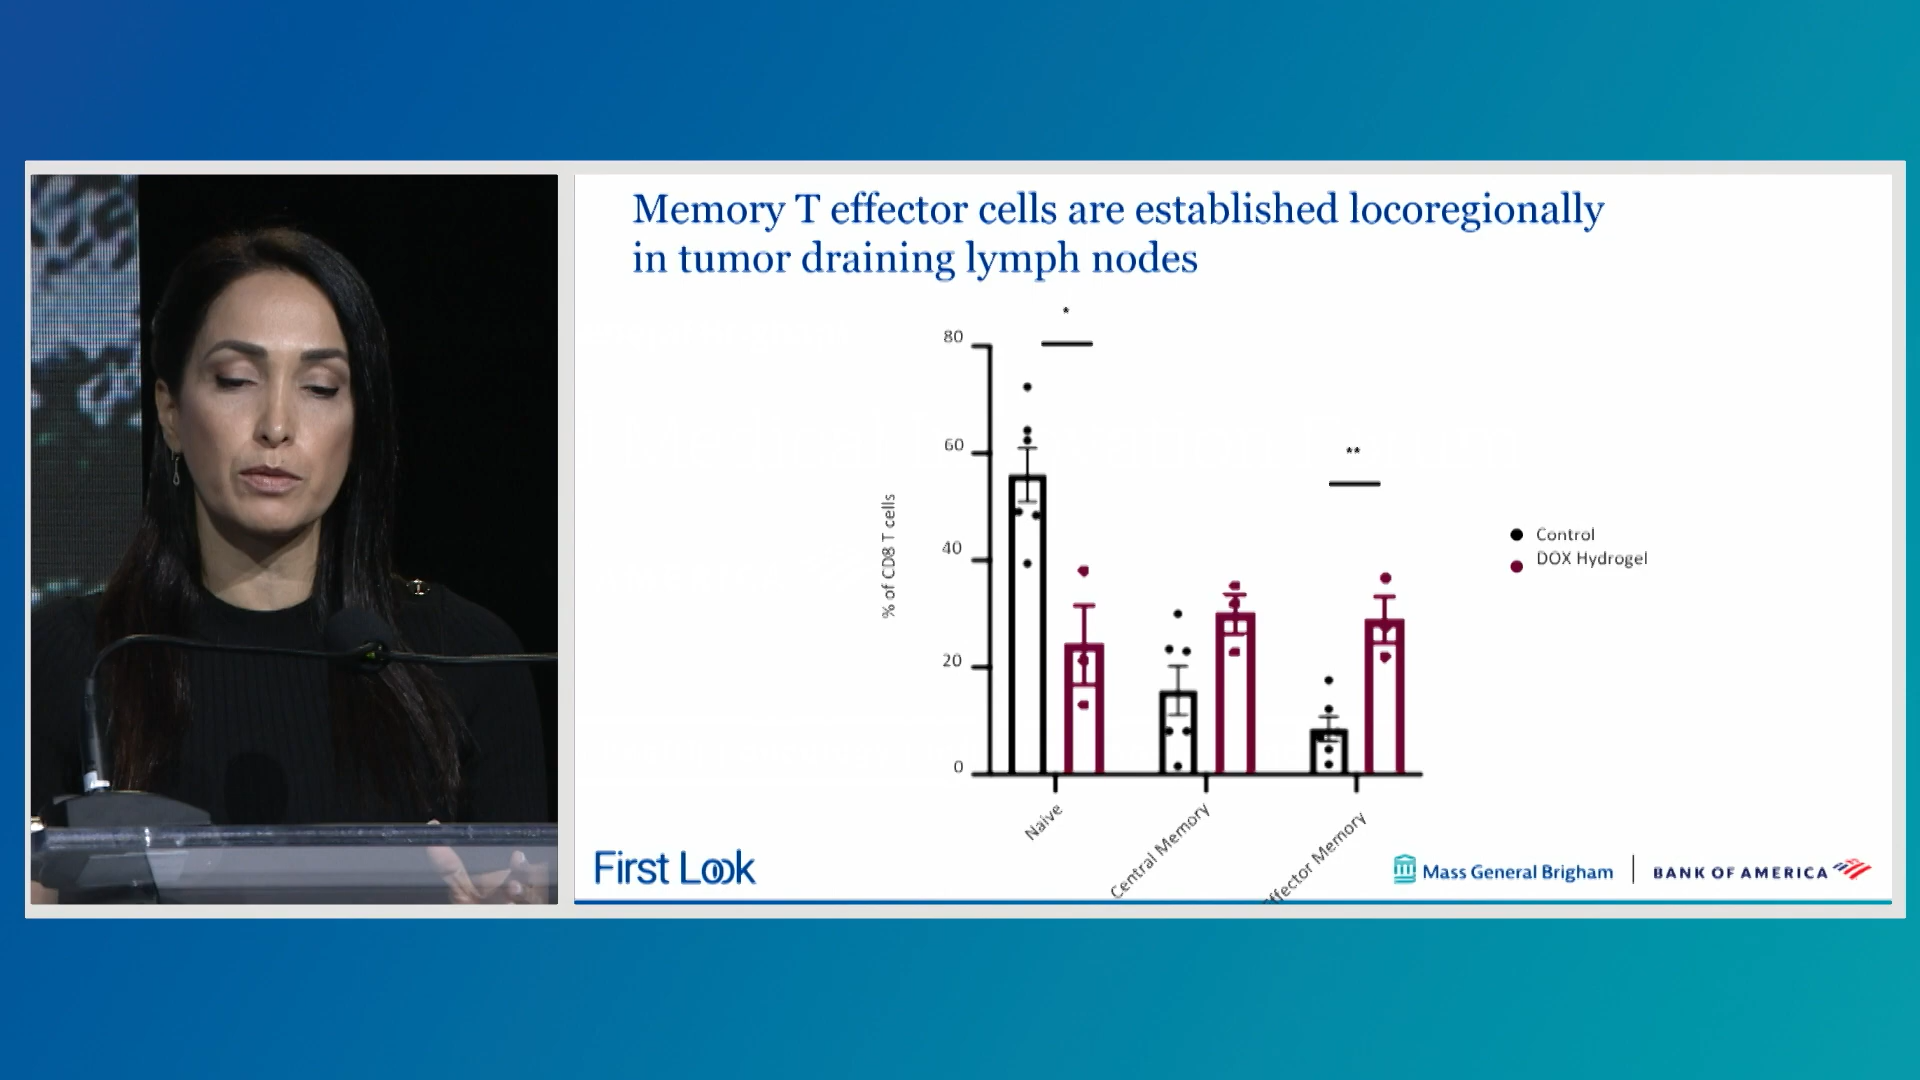 Memory T effector cells are established locoregionally
in tumor draining lymph nodes
*
80
60
**
% of CD8 T cells
40
Control
DOX Hydrogel
20
0
Naive
Central Memory
ffector Memory
First Look
Mass General Brigham
BANK OF AMERICA